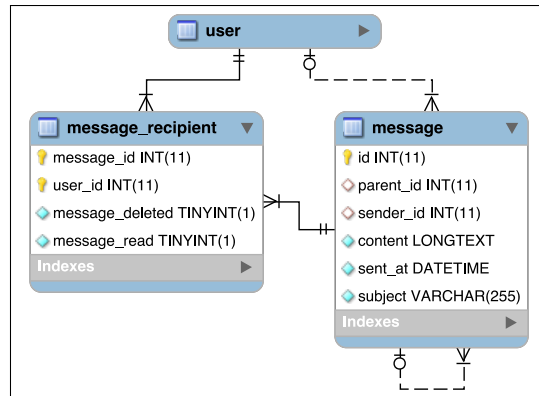 user
message_recipient
message_id INT(11)
user_id INT(11)
message_deleted TINYINT(1)
message_read TINYINT(1)
Indexes
message
id INT(11)
parent_id INT(11)
sender_id INT(11)
content LONGTEXT
sent_at DATETIME
subject VARCHAR(255)
Indexes